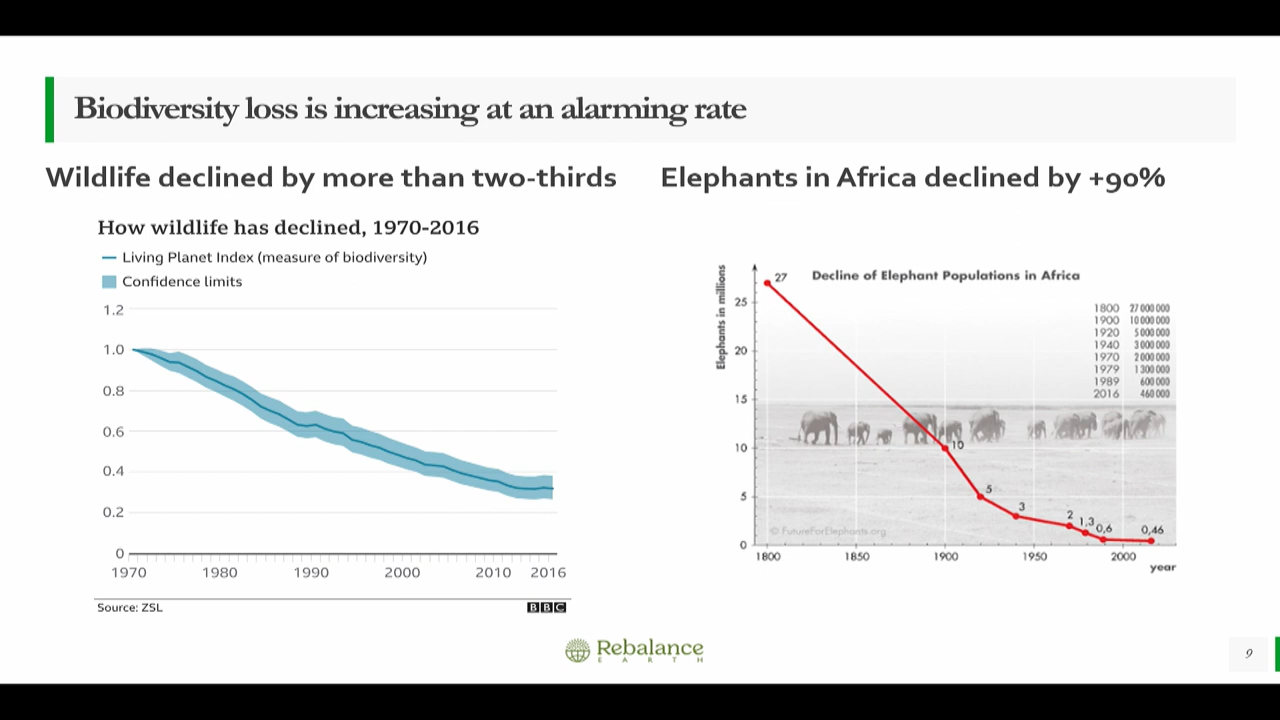 Biodiversity loss is increasing at an alarming rate
Wildlife declined by more than two-thirds
How wildlife has declined, 1970-2016
Living Planet Index (measure of biodiversity)
Confidence limits
1.2
1.0
0.8
0.6
0.4
0.2
0
1970 1980 1990 2000 2010 2016
Source: ZSL
BBC
Elephants in Africa declined by +90%
Decline of Elephant Populations in Africa
Elephants in millions
25
20
15
10
5
0
27
10
5
3
2
1,3
0,6
0,46
1800 27 000 000
1900 10 000 000
1920 5 000 000
1940 3 000 000
1970 2 000 000
1979 1 300 000
1989 600 000
2016 460 000
© FutureForElephants.org
1800 1850 1900 1950 2000
year
Rebalance
EARTH
9